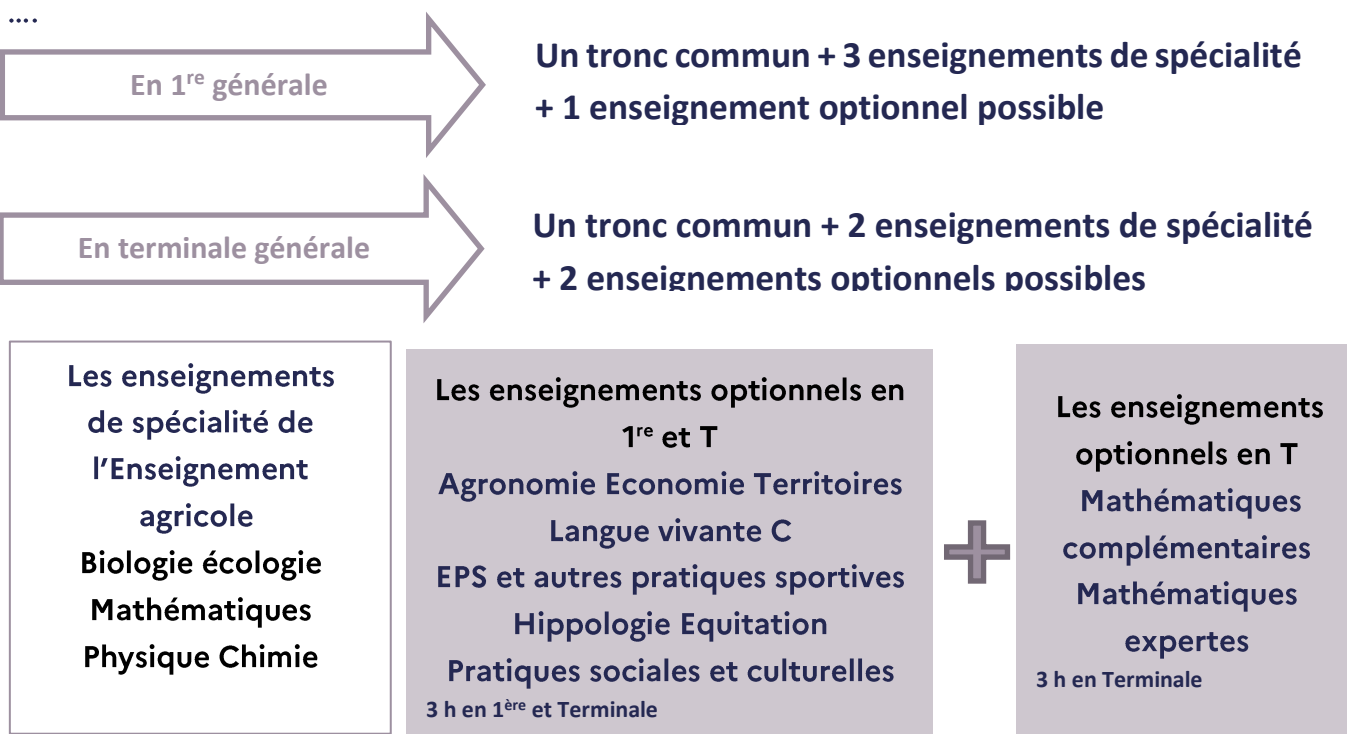 ....
En 1re générale
Un tronc commun + 3 enseignements de spécialité
+ 1 enseignement optionnel possible
En terminale générale
Un tronc commun + 2 enseignements de spécialité
+ 2 enseignements optionnels possibles
Les enseignements
de spécialité de
l'Enseignement
agricole
Biologie écologie
Mathématiques
Physique Chimie
Les enseignements optionnels en
1re et T
Agronomie Economie Territoires
Langue vivante C
EPS et autres pratiques sportives
Hippologie Equitation
Pratiques sociales et culturelles
3 h en 1ère et Terminale
Les enseignements
optionnels en T
Mathématiques
complémentaires
Mathématiques
expertes
3 h en Terminale